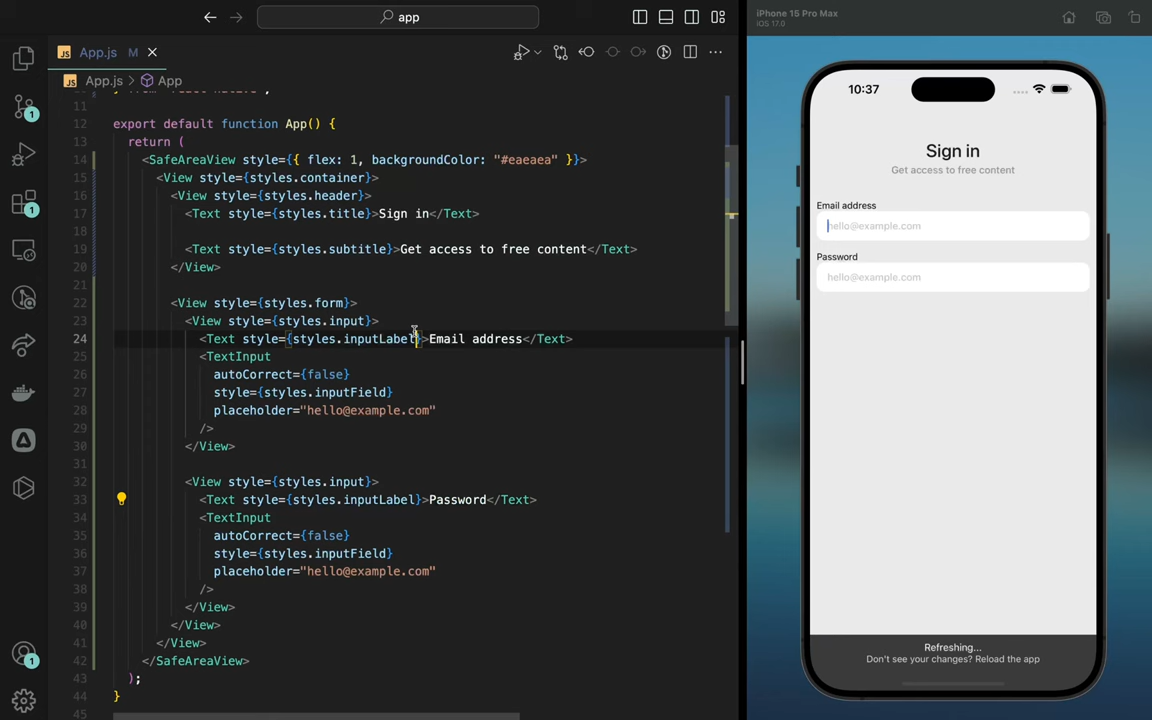 app
App.js M
App.js > App
11
12 export default function App() {
13 return (
14 <SafeAreaView style={{ flex: 1, backgroundColor: "#eaeaea" }}>
15 <View style={styles.container}>
16 <View style={styles.header}>
17 <Text style={styles.title}>Sign in</Text>
18
19 <Text style={styles.subtitle}>Get access to free content</Text>
20 </View>
21
22 <View style={styles.form}>
23 <View style={styles.input}>
24 <Text style={styles.inputLabel}>Email address</Text>
25 <TextInput
26 autoCorrect={false}
27 style={styles.inputField}
28 placeholder="hello@example.com"
29 />
30 </View>
31
32 <View style={styles.input}>
33 <Text style={styles.inputLabel}>Password</Text>
34 <TextInput
35 autoCorrect={false}
36 style={styles.inputField}
37 placeholder="hello@example.com"
38 />
39 </View>
40 </View>
41 </View>
42 </SafeAreaView>
43 );
44 }
45
1
1
1
iPhone 15 Pro Max
iOS 17.0
10:37
Sign in
Get access to free content
Email address
hello@example.com
Password
hello@example.com
Refreshing...
Don't see your changes? Reload the app